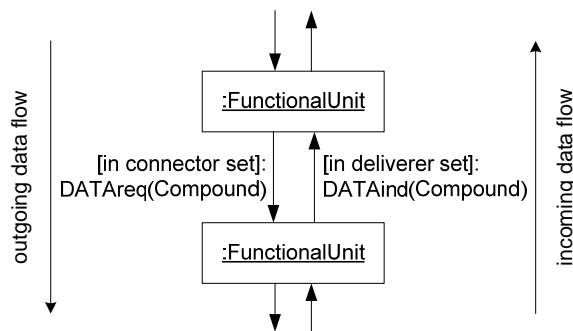 outgoing data flow
:FunctionalUnit
[in connector set]:
DATAreq(Compound)
[in deliverer set]:
DATAind(Compound)
:FunctionalUnit
incoming data flow